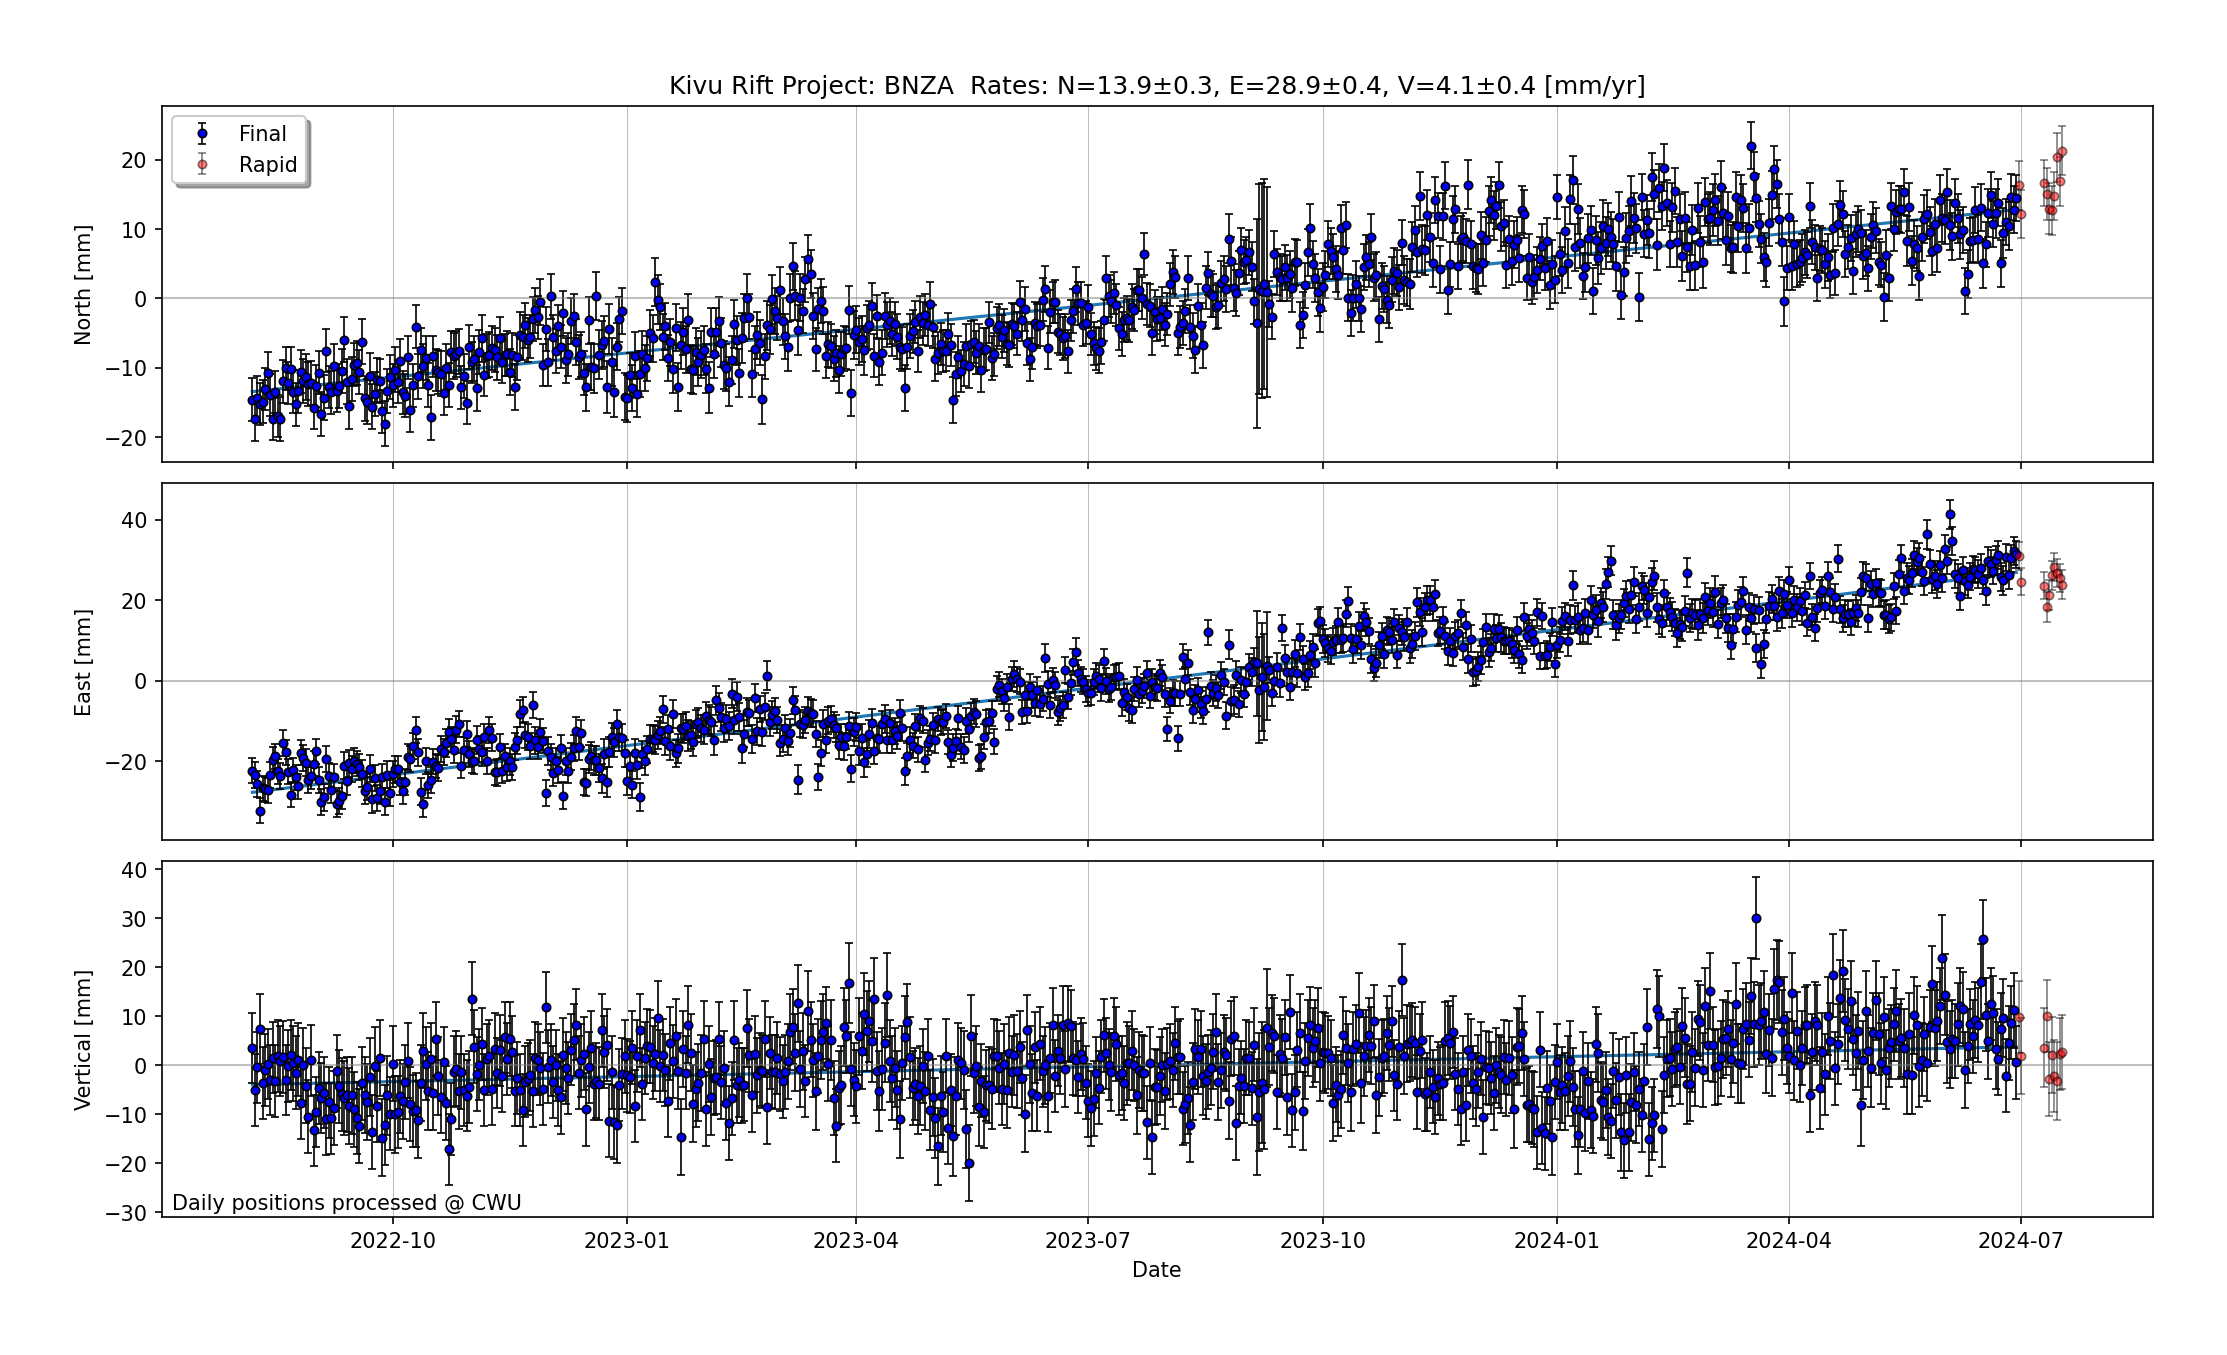 Kivu Rift Project: BNZA  Rates: N=13.9±0.3, E=28.9±0.4, V=4.1±0.4 [mm/yr]
Final
Rapid
North [mm]
20
10
0
−10
−20
East [mm]
40
20
0
−20
Vertical [mm]
40
30
20
10
0
−10
−20
−30
Daily positions processed @ CWU
2022-10 2023-01 2023-04 2023-07 2023-10 2024-01 2024-04 2024-07
Date